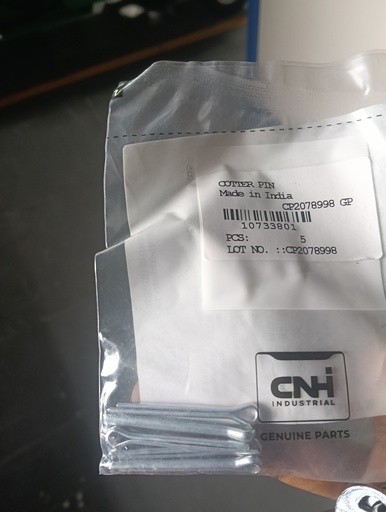 COTTER PIN
Made in India
CP2078998 GP
10733801
PCS: 5
LOT NO. ::CP2078998
CNH
INDUSTRIAL
GENUINE PARTS